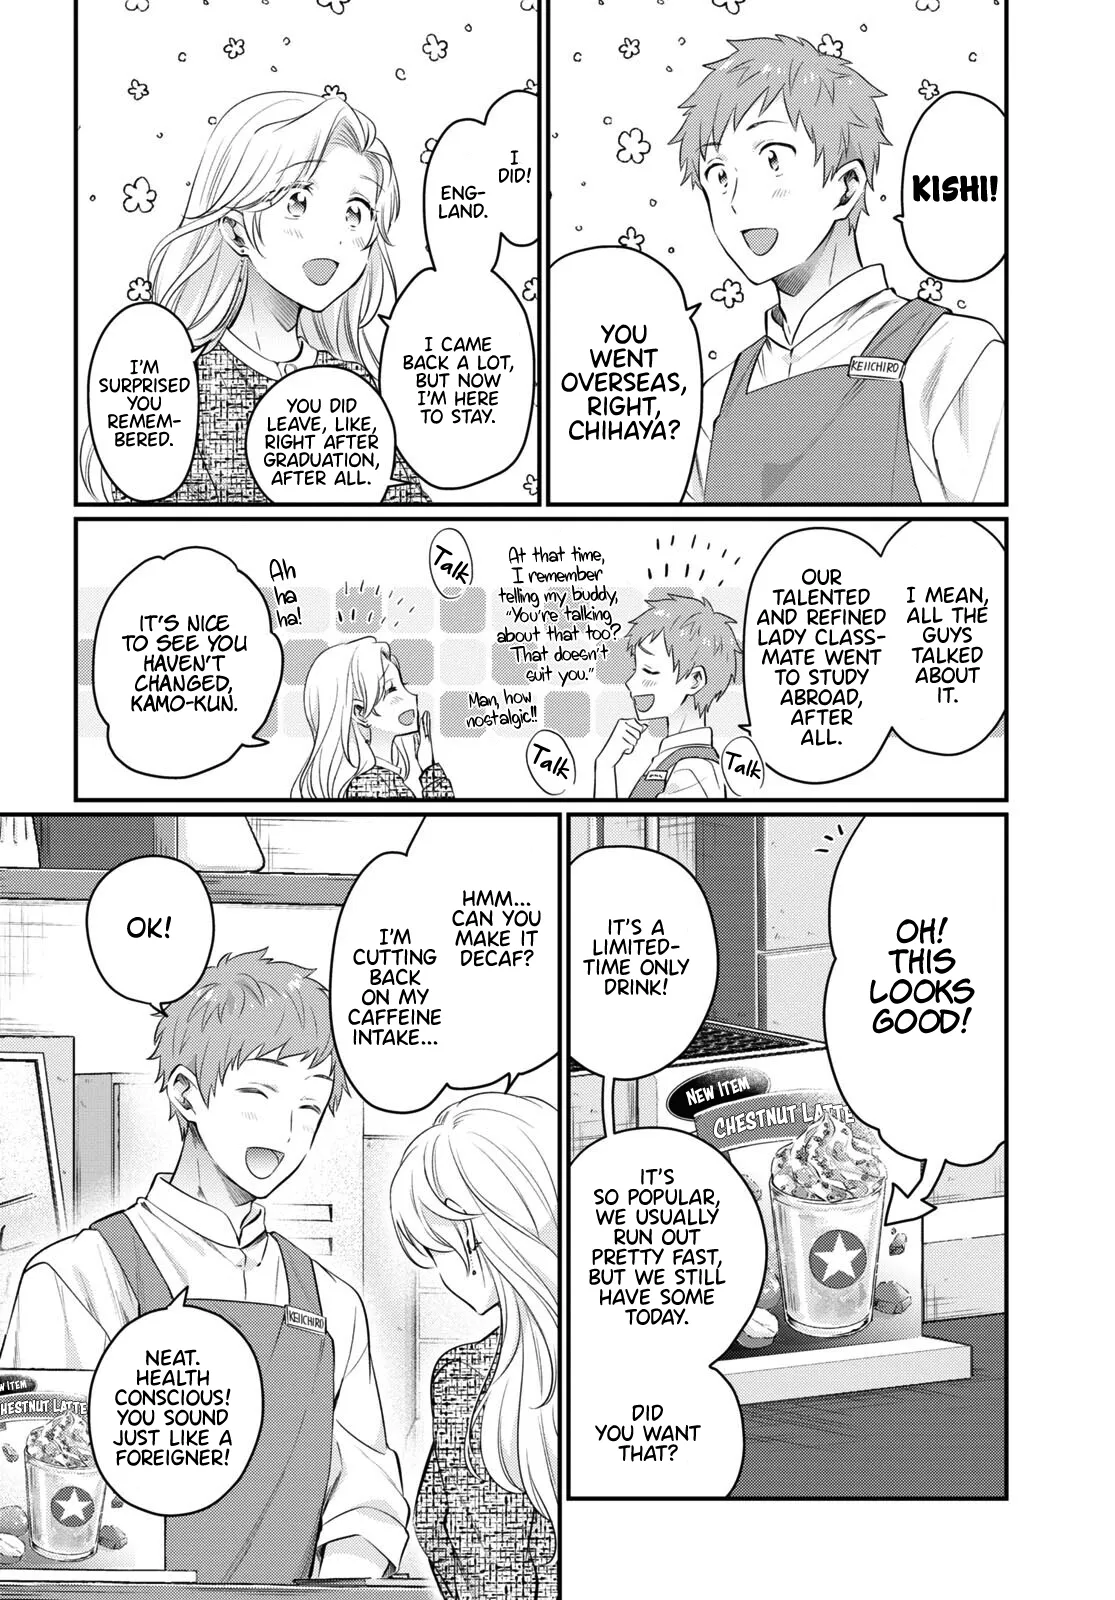 KISHI!
YOU
WENT
OVERSEAS,
RIGHT,
CHIHAYA?
KEIICHIRO
I
DID!
ENG-
LAND.
I CAME
BACK A LOT,
BUT NOW
I'M HERE
TO STAY.
YOU DID
LEAVE, LIKE,
RIGHT AFTER
GRADUATION,
AFTER ALL.
I'M
SURPRISED
YOU
REMEM-
BERED.
I MEAN,
ALL THE
GUYS
TALKED
ABOUT
IT.
OUR
TALENTED
AND REFINED
LADY CLASS-
MATE WENT
TO STUDY
ABROAD,
AFTER
ALL.
Talk
At that time,
I remember
telling my buddy,
"You're talking
about that too?
That doesn't
suit you."
Man, how
nostalgic!!
Talk
Talk
Ah
ha
ha!
IT'S NICE
TO SEE YOU
HAVEN'T
CHANGED,
KAMO-KUN.
OH!
THIS
LOOKS
GOOD!
NEW ITEM
CHESTNUT LATTE
IT'S A
LIMITED-
TIME ONLY
DRINK!
IT'S
SO POPULAR,
WE USUALLY
RUN OUT
PRETTY FAST,
BUT WE STILL
HAVE SOME
TODAY.
DID
YOU WANT
THAT?
HMM...
CAN YOU
MAKE IT
DECAF?
I'M
CUTTING
BACK
ON MY
CAFFEINE
INTAKE...
OK!
KEIICHIRO
NEAT.
HEALTH
CONSCIOUS!
YOU SOUND
JUST LIKE A
FOREIGNER!
W ITEM
HESTNUT LATTE